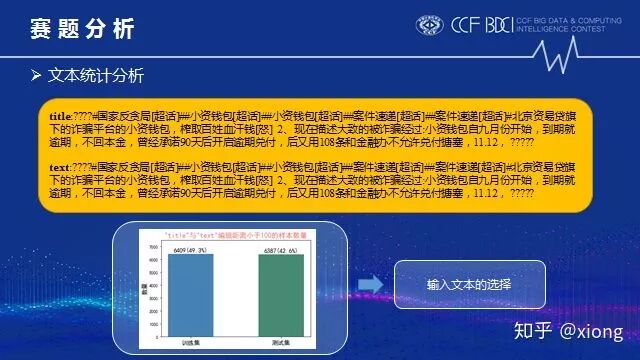 赛题分析
CCF BDCI
CCF BIG DATA & COMPUTING
INTELLIGENCE CONTEST
➢ 文本统计分析
title:????#国家反贪局[超话]##小资钱包[超话]##小资钱包[超话]##案件速递[超话]##案件速递[超话]#北京资易贷旗
下的诈骗平台的小资钱包，榨取百姓血汗钱[怒] 2、现在描述大致的被诈骗经过:小资钱包自九月份开始，到期就
逾期，不回本金，曾经承诺90天后开启逾期兑付，后又用108条和金融办不允许兑付搪塞，11.12，?????
text:????#国家反贪局[超话]##小资钱包[超话]##小资钱包[超话]##案件速递[超话]##案件速递[超话]#北京资易贷旗
下的诈骗平台的小资钱包，榨取百姓血汗钱[怒] 2、现在描述大致的被诈骗经过:小资钱包自九月份开始，到期就
逾期，不回本金，曾经承诺90天后开启逾期兑付，后又用108条和金融办不允许兑付搪塞，11.12，?????
"title"与"text"编辑距离小于100的样本数量
数量
7000
6000
5000
4000
3000
2000
1000
0
6409(49.3%)
6387(42.6%)
训练集
测试集
输入文本的选择
知乎 @xiong